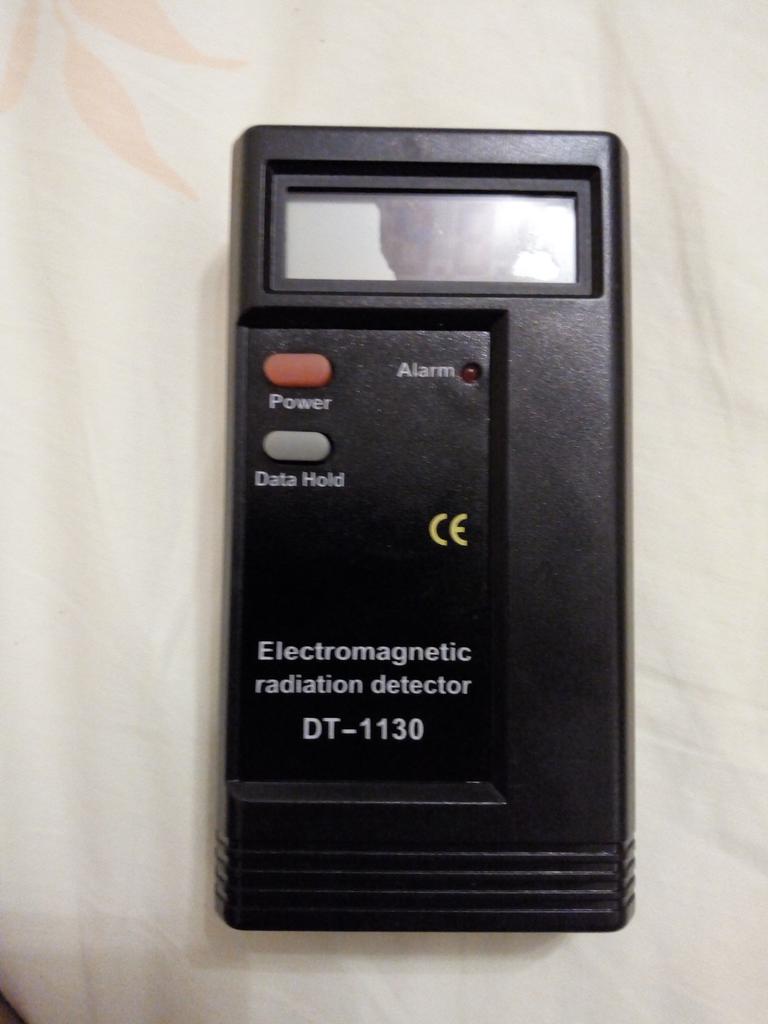 Power
Alarm
Data Hold
CE
Electromagnetic
radiation detector
DT-1130